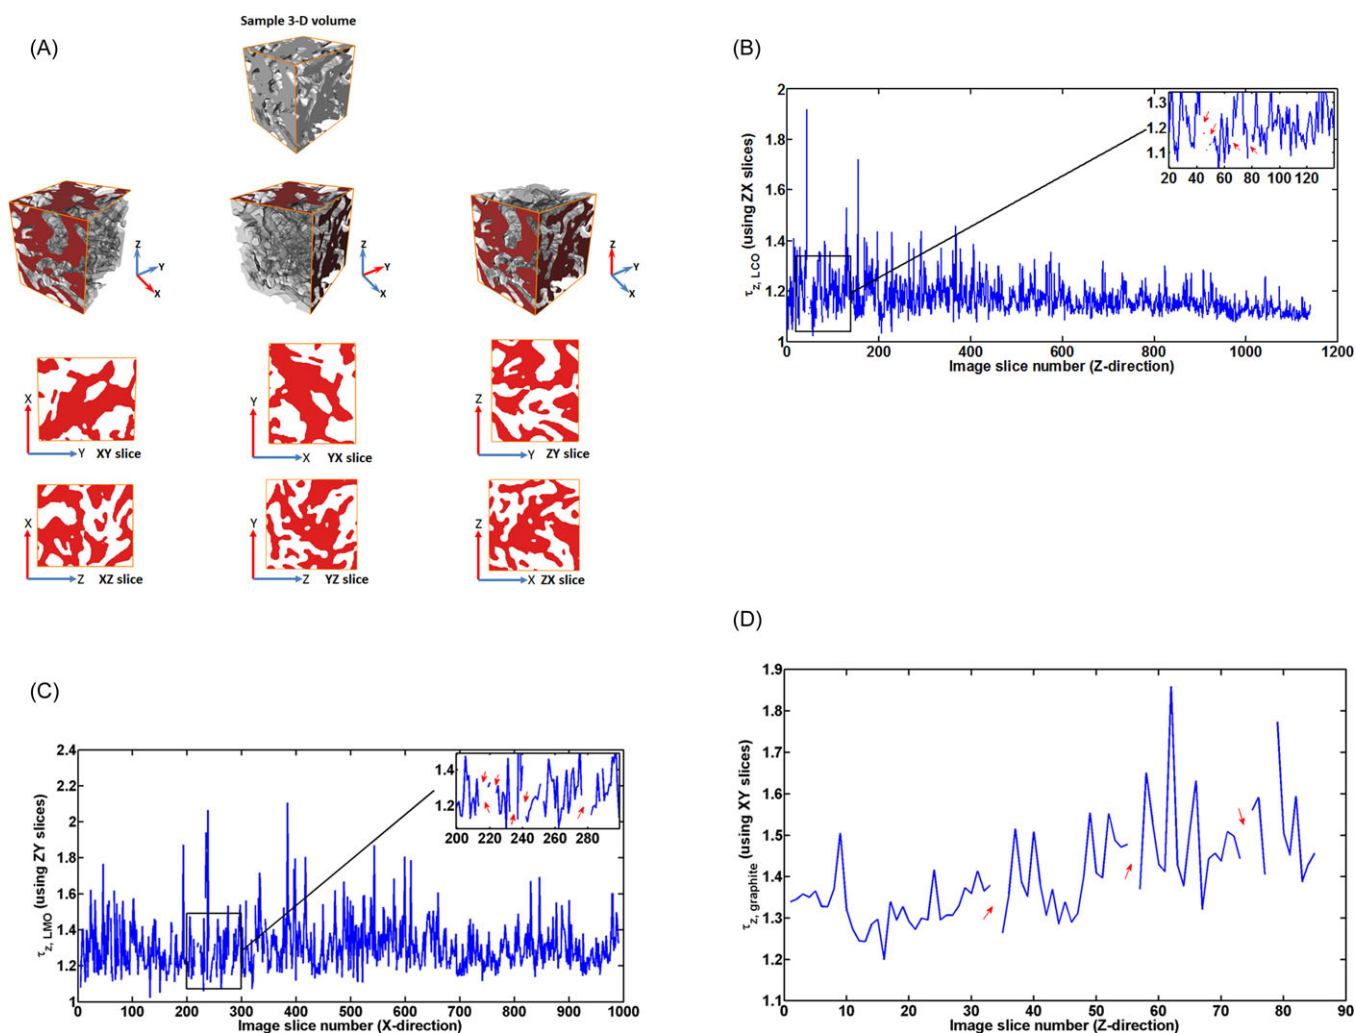 Sample 3-D volume
(A)
Z
Y
X
Z
Y
X
Z
Y
X
X
Y XY slice
Y
X YX slice
Z
Y ZY slice
X
Z XZ slice
Y
Z YZ slice
Z
X ZX slice
(B)
τz, LCO (using ZX slices)
2
1.8
1.6
1.4
1.2
1
0 200 400 600 800 1000 1200
Image slice number (Z-direction)
1.3
1.2
1.1
20 40 60 80 100 120
(C)
τz, LMO (using ZY slices)
2.4
2.2
2
1.8
1.6
1.4
1.2
1
0 100 200 300 400 500 600 700 800 900 1000
Image slice number (X-direction)
1.4
1.2
200 220 240 260 280
(D)
τz, graphite (using XY slices)
1.9
1.8
1.7
1.6
1.5
1.4
1.3
1.2
1.1
0 10 20 30 40 50 60 70 80 90
Image slice number (Z-direction)